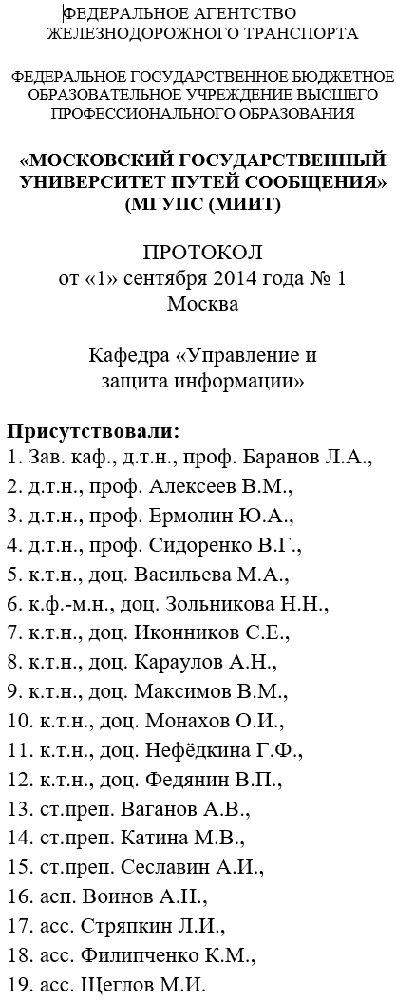 ФЕДЕРАЛЬНОЕ АГЕНТСТВО
ЖЕЛЕЗНОДОРОЖНОГО ТРАНСПОРТА
ФЕДЕРАЛЬНОЕ ГОСУДАРСТВЕННОЕ БЮДЖЕТНОЕ
ОБРАЗОВАТЕЛЬНОЕ УЧРЕЖДЕНИЕ ВЫСШЕГО
ПРОФЕССИОНАЛЬНОГО ОБРАЗОВАНИЯ
«МОСКОВСКИЙ ГОСУДАРСТВЕННЫЙ
УНИВЕРСИТЕТ ПУТЕЙ СООБЩЕНИЯ»
(МГУПС (МИИТ)
ПРОТОКОЛ
от «1» сентября 2014 года № 1
Москва
Кафедра «Управление и
защита информации»
Присутствовали:
1. Зав. каф., д.т.н., проф. Баранов Л.А.,
2. д.т.н., проф. Алексеев В.М.,
3. д.т.н., проф. Ермолин Ю.А.,
4. д.т.н., проф. Сидоренко В.Г.,
5. к.т.н., доц. Васильева М.А.,
6. к.ф.-м.н., доц. Зольникова Н.Н.,
7. к.т.н., доц. Иконников С.Е.,
8. к.т.н., доц. Караулов А.Н.,
9. к.т.н., доц. Максимов В.М.,
10. к.т.н., доц. Монахов О.И.,
11. к.т.н., доц. Нефёдкина Г.Ф.,
12. к.т.н., доц. Федянин В.П.,
13. ст.преп. Ваганов А.В.,
14. ст.преп. Катина М.В.,
15. ст.преп. Сеславин А.И.,
16. асп. Воинов А.Н.,
17. асс. Стряпкин Л.И.,
18. асс. Филипченко К.М.,
19. асс. Щеглов М.И.